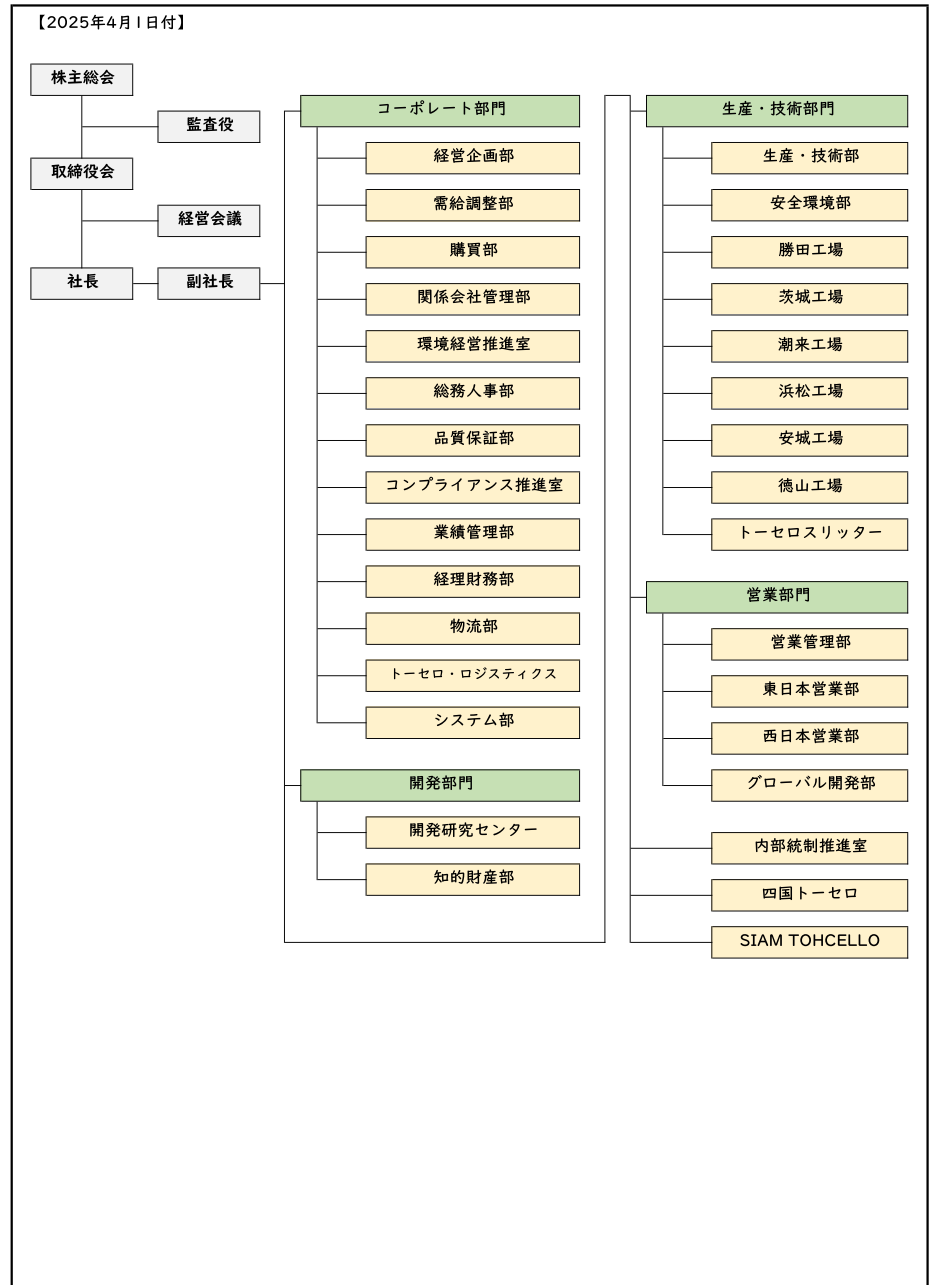 【2025年4月1日付】
株主総会
監査役
取締役会
経営会議
社長
副社長
コーポレート部門
経営企画部
需給調整部
購買部
関係会社管理部
環境経営推進室
総務人事部
品質保証部
コンプライアンス推進室
業績管理部
経理財務部
物流部
トーセロ・ロジスティクス
システム部
開発部門
開発研究センター
知的財産部
生産・技術部門
生産・技術部
安全環境部
勝田工場
茨城工場
潮来工場
浜松工場
安城工場
徳山工場
トーセロスリッター
営業部門
営業管理部
東日本営業部
西日本営業部
グローバル開発部
内部統制推進室
四国トーセロ
SIAM TOHCELLO